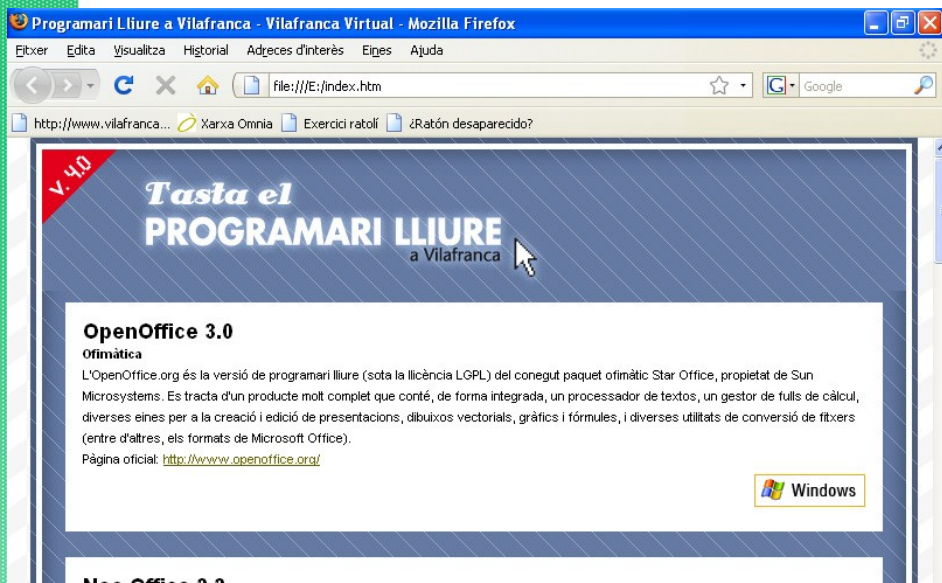 Programari Lliure a Vilafranca - Vilafranca Virtual - Mozilla Firefox
Fitxer Edita Visualitza Historial Adreces d'interès Eines Ajuda
file:///E:/index.htm G Google
http://www.vilafranca... Xarxa Omnia Exercici ratolí ¿Ratón desaparecido?
v. 4.0
Tasta el
PROGRAMARI LLIURE
a Vilafranca
OpenOffice 3.0
Ofimàtica
L'OpenOffice.org és la versió de programari lliure (sota la llicència LGPL) del conegut paquet ofimàtic Star Office, propietat de Sun
Microsystems. Es tracta d'un producte molt complet que conté, de forma integrada, un processador de textos, un gestor de fulls de càlcul,
diverses eines per a la creació i edició de presentacions, dibuixos vectorials, gràfics i fórmules, i diverses utilitats de conversió de fitxers
(entre d'altres, els formats de Microsoft Office).
Pàgina oficial: http://www.openoffice.org/
Windows